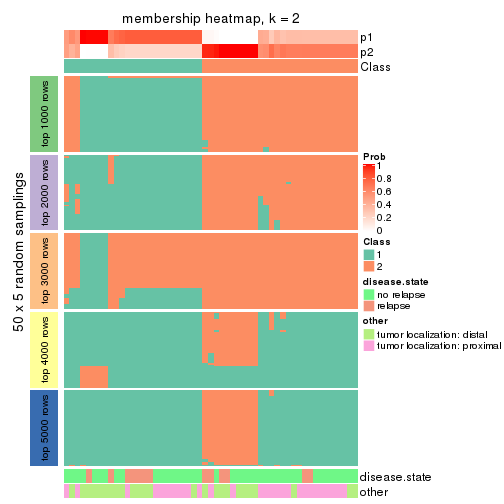 membership heatmap, k = 2
p1
p2
Class
50 x 5 random samplings
top 1000 rows
top 2000 rows
top 3000 rows
top 4000 rows
top 5000 rows
Prob
1
0.8
0.6
0.4
0.2
0
Class
1
2
disease.state
no relapse
relapse
other
tumor localization: distal
tumor localization: proximal
disease.state
other